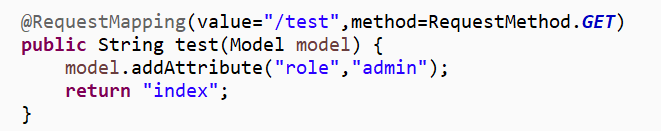 @RequestMapping(value="/test",method=RequestMethod.GET)
public String test(Model model) {
    model.addAttribute("role","admin");
    return "index";
}